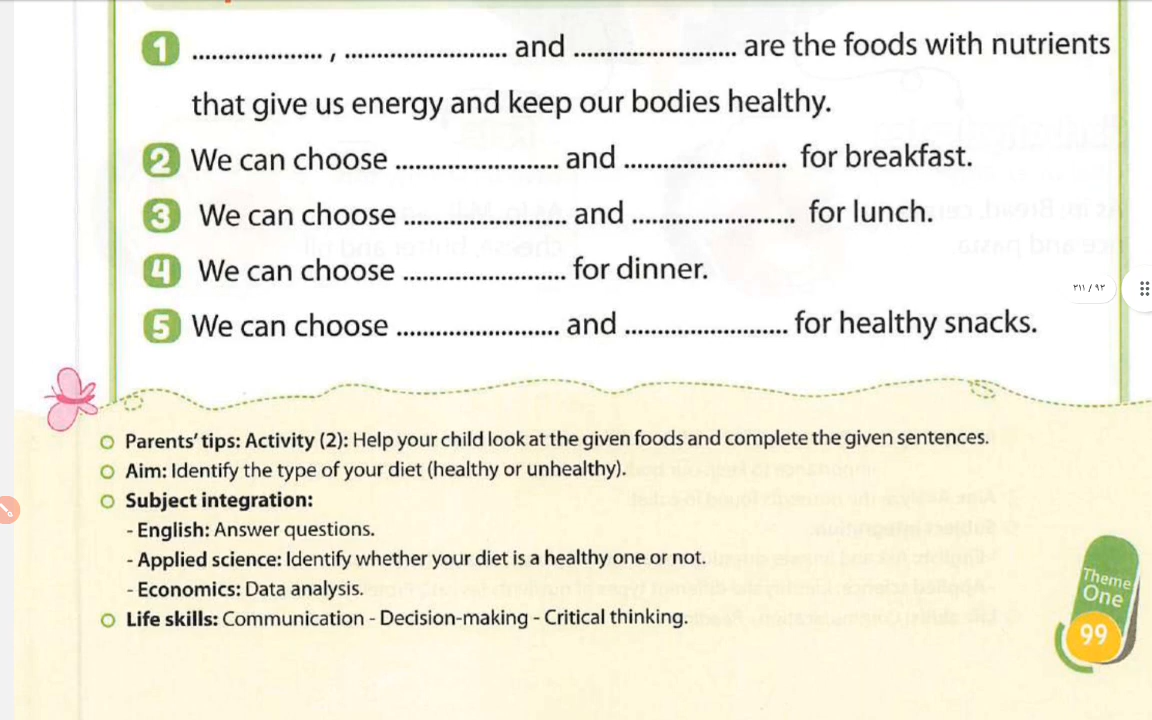 1 ...................... , ............................ and ............................ are the foods with nutrients
that give us energy and keep our bodies healthy.
2 We can choose ............................ and ............................ for breakfast.
3 We can choose ............................ and ............................ for lunch.
4 We can choose ............................ for dinner.
5 We can choose ............................ and ............................ for healthy snacks.
٢١١ / ٩٢
Parents' tips: Activity (2): Help your child look at the given foods and complete the given sentences.
Aim: Identify the type of your diet (healthy or unhealthy).
Subject integration:
- English: Answer questions.
- Applied science: Identify whether your diet is a healthy one or not.
- Economics: Data analysis.
Life skills: Communication - Decision-making - Critical thinking.
Theme
One
99